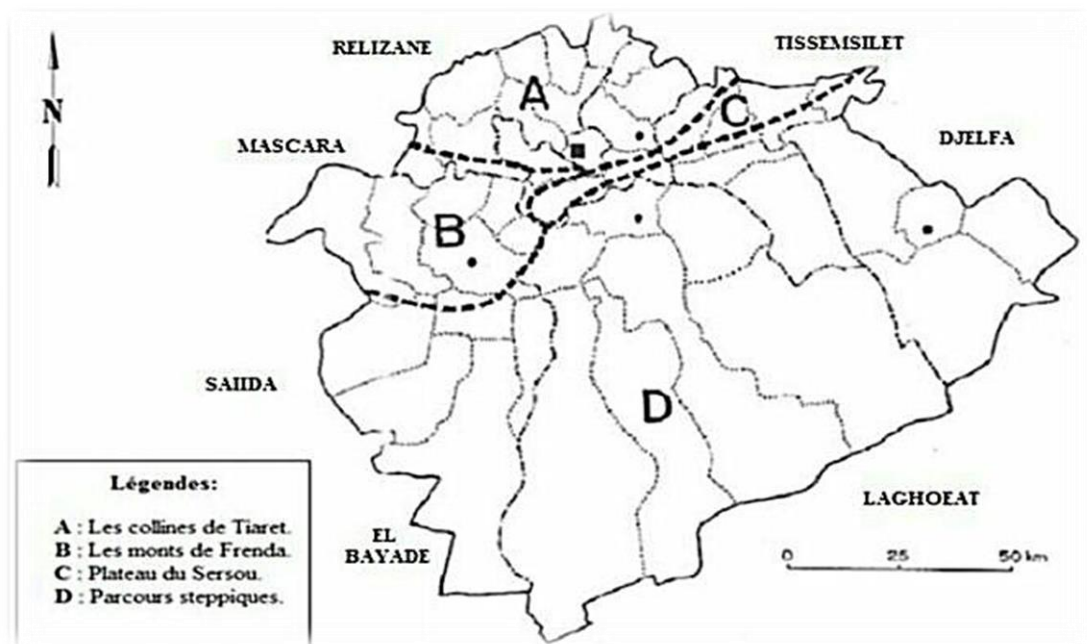 RELIZANE
TISSEMSILET
A
C
N
DJELFA
MASCARA
B
SAIIDA
D
Légendes:
A : Les collines de Tiaret.
B : Les monts de Frenda.
C : Plateau du Sersou.
D : Parcours steppiques.
EL
BAYADE
LAGHOEAT
0 25 50 km